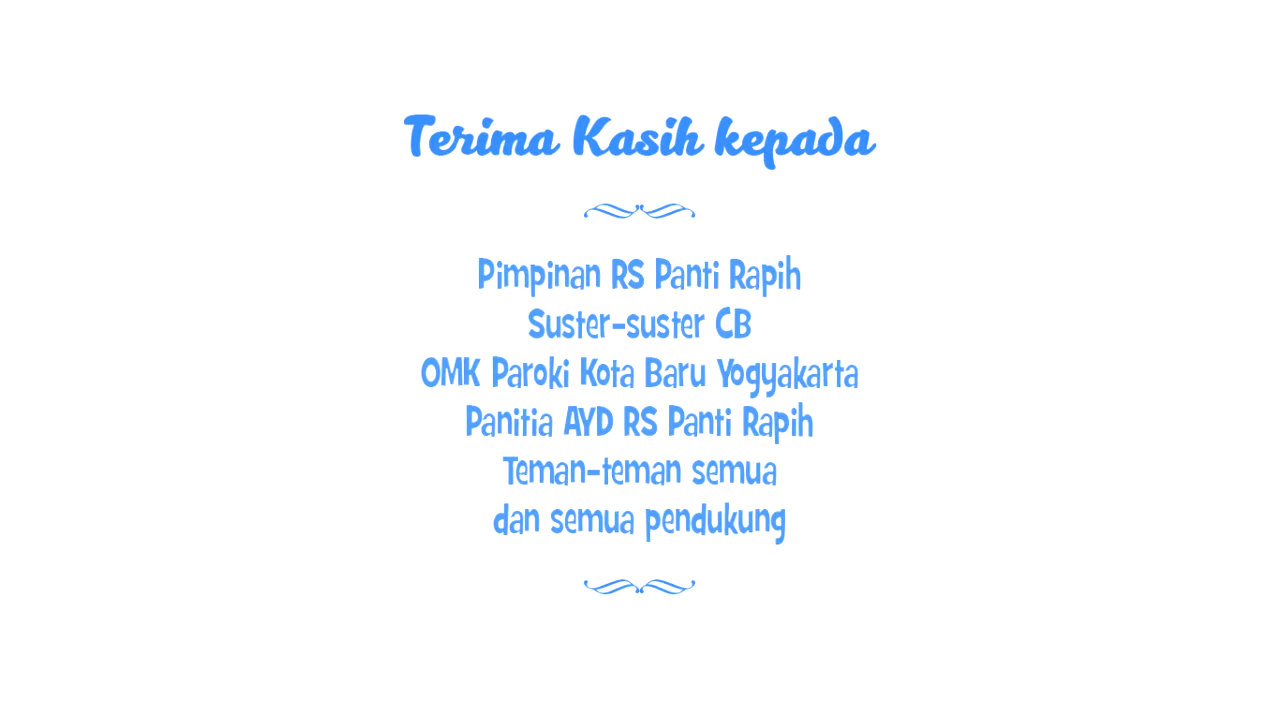 Terima Kasih kepada
Pimpinan RS Panti Rapih
Suster-suster CB
OMK Paroki Kota Baru Yogyakarta
Panitia AYD RS Panti Rapih
Teman-teman semua
dan semua pendukung